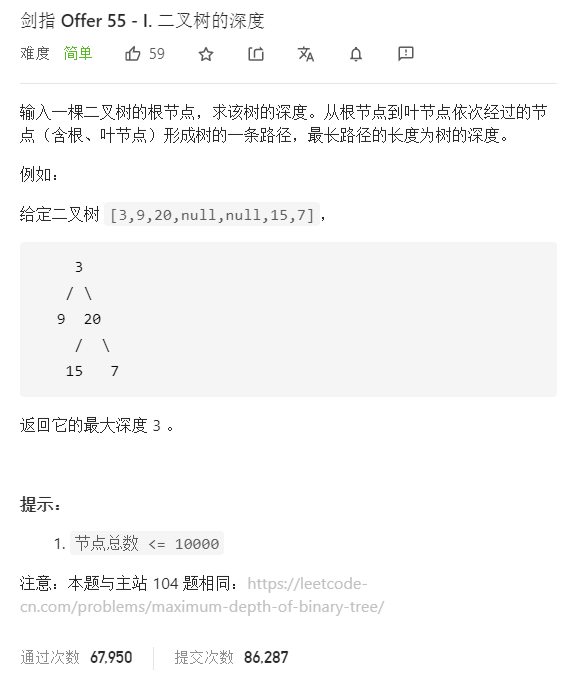 剑指 Offer 55 - I. 二叉树的深度
难度 简单 59
输入一棵二叉树的根节点，求该树的深度。从根节点到叶节点依次经过的节
点（含根、叶节点）形成树的一条路径，最长路径的长度为树的深度。
例如：
给定二叉树 [3,9,20,null,null,15,7]，
3
/ \
9 20
/ \
15 7
返回它的最大深度 3 。
提示：
1. 节点总数 <= 10000
注意：本题与主站 104 题相同：https://leetcode-
cn.com/problems/maximum-depth-of-binary-tree/
通过次数 67,950 提交次数 86,287